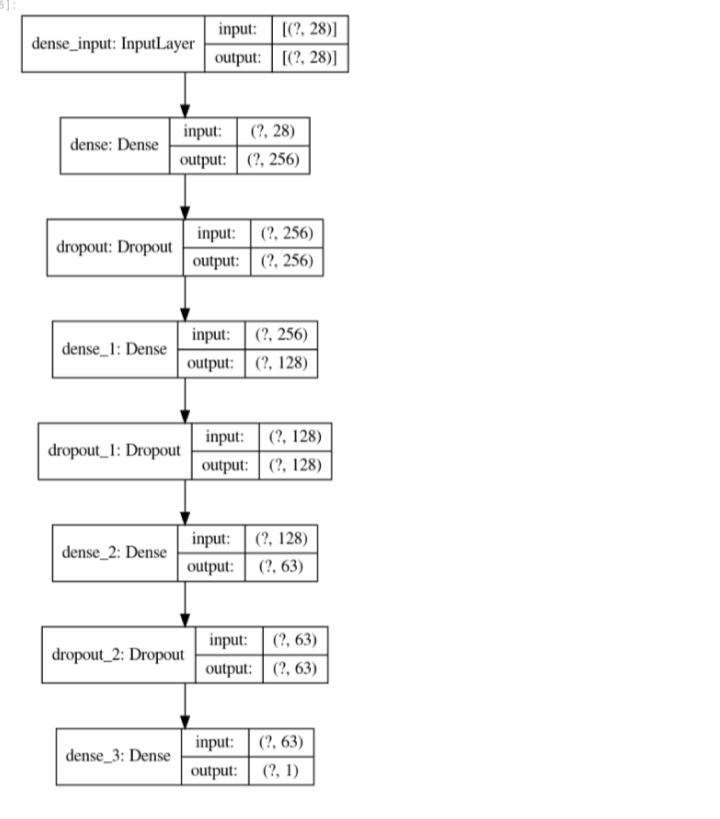 5]:
dense_input: InputLayer input: [(?, 28)]
output: [(?, 28)]
dense: Dense input: (?, 28)
output: (?, 256)
dropout: Dropout input: (?, 256)
output: (?, 256)
dense_1: Dense input: (?, 256)
output: (?, 128)
dropout_1: Dropout input: (?, 128)
output: (?, 128)
dense_2: Dense input: (?, 128)
output: (?, 63)
dropout_2: Dropout input: (?, 63)
output: (?, 63)
dense_3: Dense input: (?, 63)
output: (?, 1)